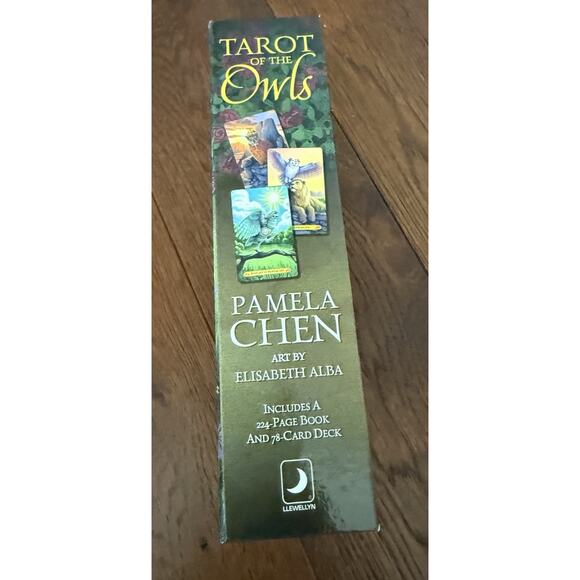 TAROT
OF THE
Owls
PAMELA
CHEN
ART BY
ELISABETH ALBA
INCLUDES A
224-PAGE BOOK
AND 78-CARD DECK
LLEWELLYN